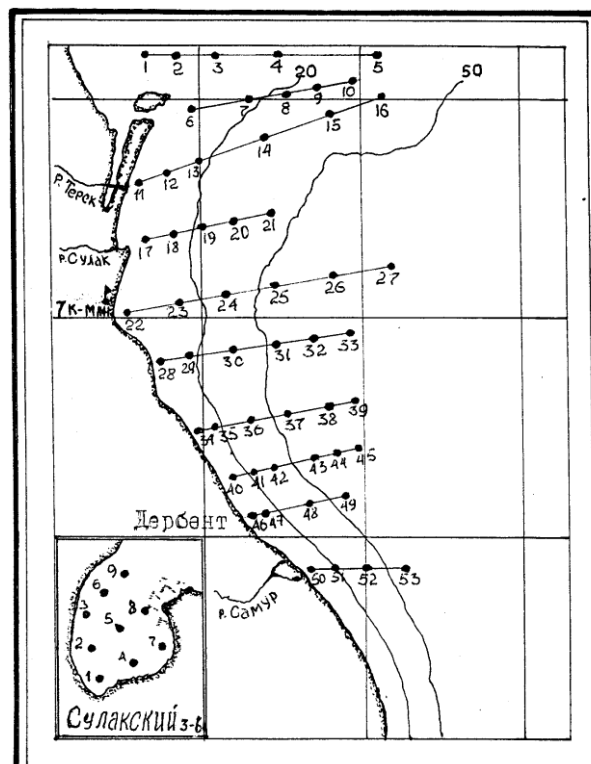 1 2 3 4 5
20 50
6 7 8 9 10
11 12 13 14 15 16
р. Терек
17 18 19 20 21
р. Сулак
7 к-мм
22 23 24 25 26 27
28 29 30 31 32 33
34 35 36 37 38 39
40 41 42 43 44 45
Дербент
46 47 48 49
50 51 52 53
р. Самур
9
6
3 8
5
2 4 7
1
Сулакский з-в